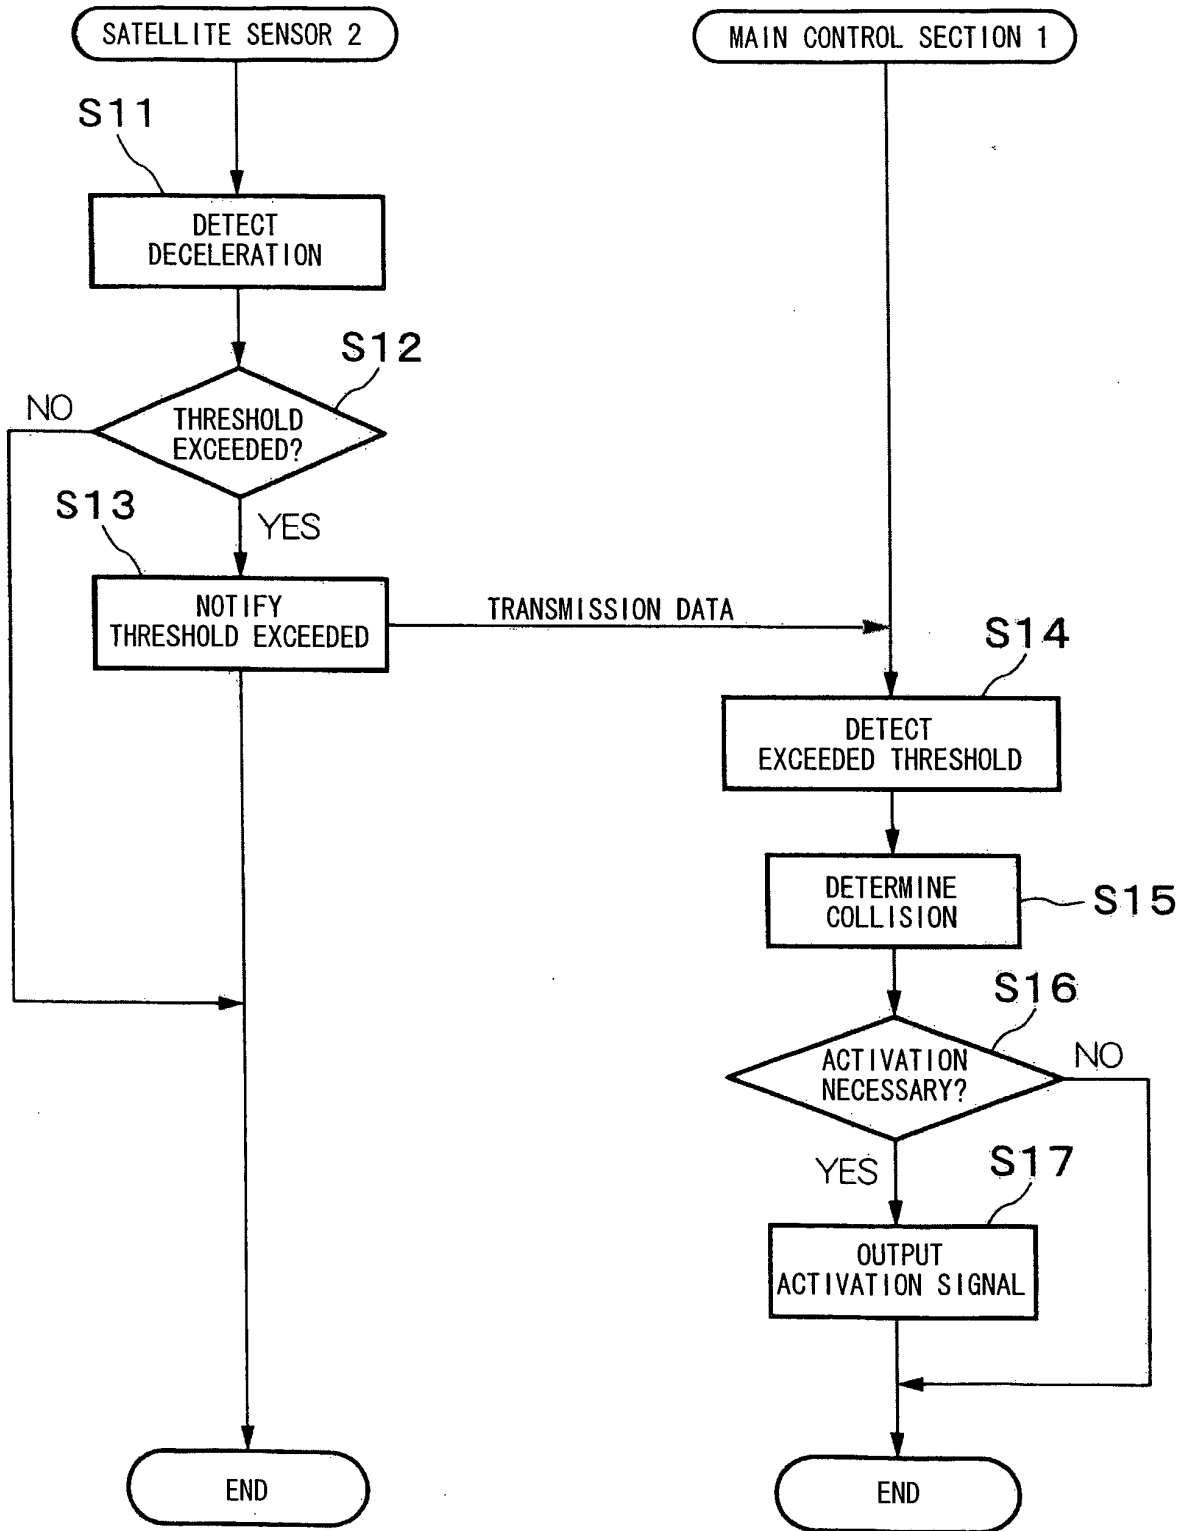 SATELLITE SENSOR 2
MAIN CONTROL SECTION 1
S11
DETECT
DECELERATION
S12
NO
THRESHOLD
EXCEEDED?
S13
YES
NOTIFY
THRESHOLD EXCEEDED
TRANSMISSION DATA
S14
DETECT
EXCEEDED THRESHOLD
DETERMINE
COLLISION
S15
S16
NO
ACTIVATION
NECESSARY?
YES
S17
OUTPUT
ACTIVATION SIGNAL
END
END